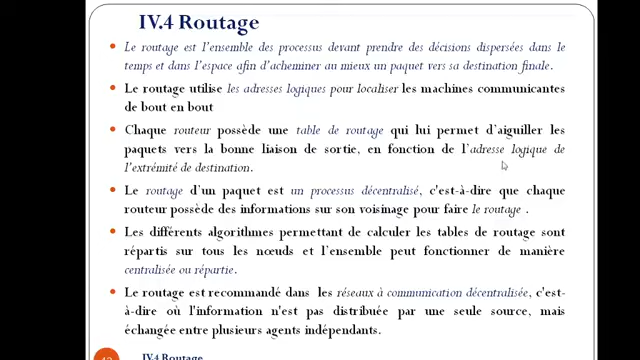 IV.4 Routage
• Le routage est l'ensemble des processus devant prendre des décisions dispersées dans le
temps et dans l'espace afin d'acheminer au mieux un paquet vers sa destination finale.
• Le routage utilise les adresses logiques pour localiser les machines communicantes
de bout en bout
• Chaque routeur possède une table de routage qui lui permet d'aiguiller les
paquets vers la bonne liaison de sortie, en fonction de l'adresse logique de
l'extrémité de destination.
• Le routage d'un paquet est un processus décentralisé, c'est-à-dire que chaque
routeur possède des informations sur son voisinage pour faire le routage .
• Les différents algorithmes permettant de calculer les tables de routage sont
répartis sur tous les nœuds et l'ensemble peut fonctionner de manière
centralisée ou répartie.
• Le routage est recommandé dans les réseaux à communication décentralisée, c'est-
à-dire où l'information n'est pas distribuée par une seule source, mais
échangée entre plusieurs agents indépendants.
IV.4 Routage